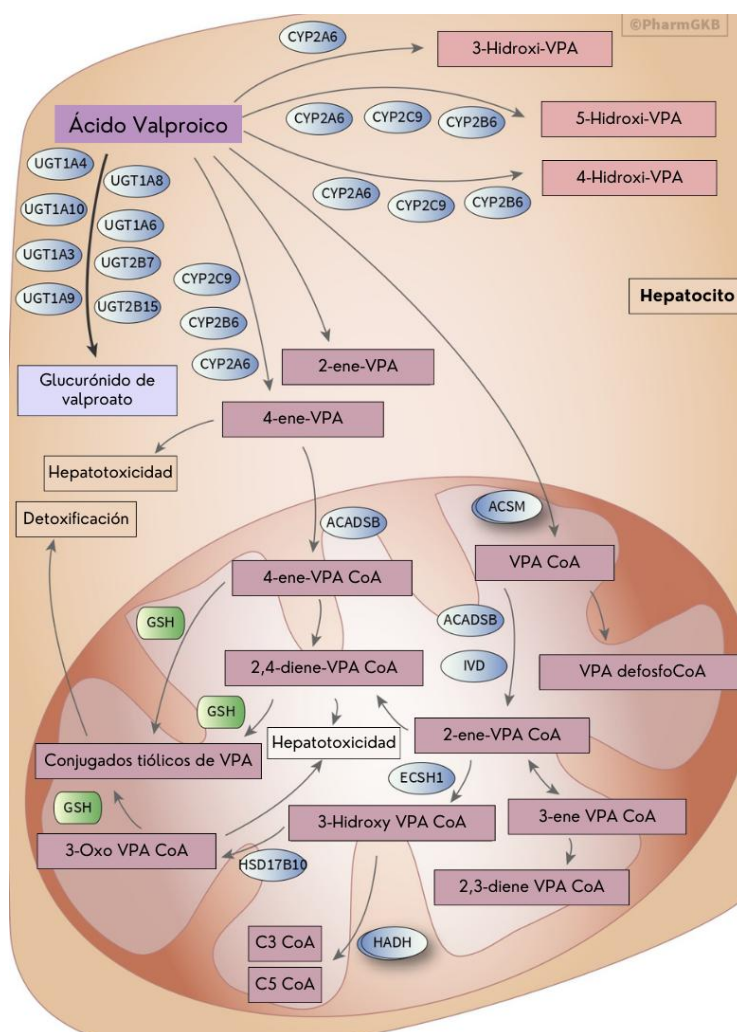 ©PharmGKB
CYP2A6
3-Hidroxi-VPA
Ácido Valproico
CYP2A6
CYP2C9
CYP2B6
5-Hidroxi-VPA
UGT1A4
UGT1A8
CYP2A6
CYP2C9
CYP2B6
4-Hidroxi-VPA
UGT1A10
UGT1A6
UGT1A3
UGT2B7
UGT1A9
UGT2B15
CYP2C9
CYP2B6
CYP2A6
Hepatocito
2-ene-VPA
Glucurónido de
valproato
4-ene-VPA
Hepatotoxicidad
Detoxificación
ACADSB
ACSM
4-ene-VPA CoA
VPA CoA
GSH
ACADSB
IVD
2,4-diene-VPA CoA
VPA defosfoCoA
GSH
Hepatotoxicidad
2-ene-VPA CoA
Conjugados tiólicos de VPA
ECSH1
GSH
3-Hidroxy VPA CoA
3-ene VPA CoA
3-Oxo VPA CoA
HSD17B10
2,3-diene VPA CoA
C3 CoA
HADH
C5 CoA